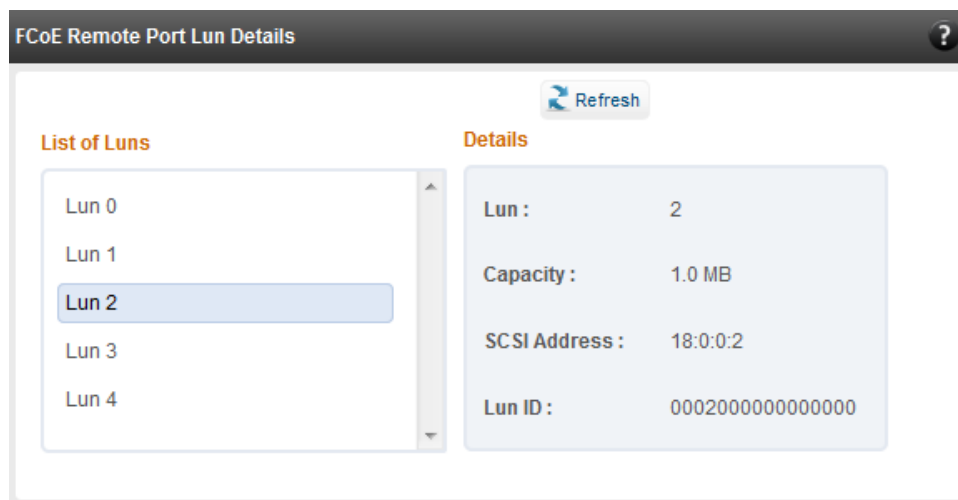 FCoE Remote Port Lun Details
?
Refresh
List of Luns
Lun 0
Lun 1
Lun 2
Lun 3
Lun 4
Details
Lun : 2
Capacity : 1.0 MB
SCSI Address : 18:0:0:2
Lun ID : 0002000000000000